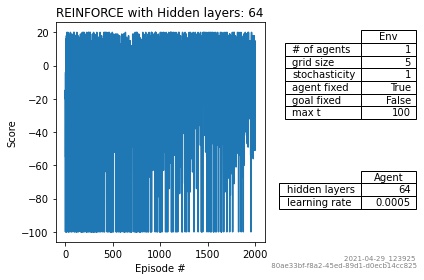 REINFORCE with Hidden layers: 64
20
0
−20
−40
−60
−80
−100
Score
0 500 1000 1500 2000
Episode #
Env
# of agents 1
grid size 5
stochasticity 1
agent fixed True
goal fixed False
max t 100
Agent
hidden layers 64
learning rate 0.0005
2021-04-29_123925
80ae33bf-f8a2-45ed-89d1-d0ecb14cc825